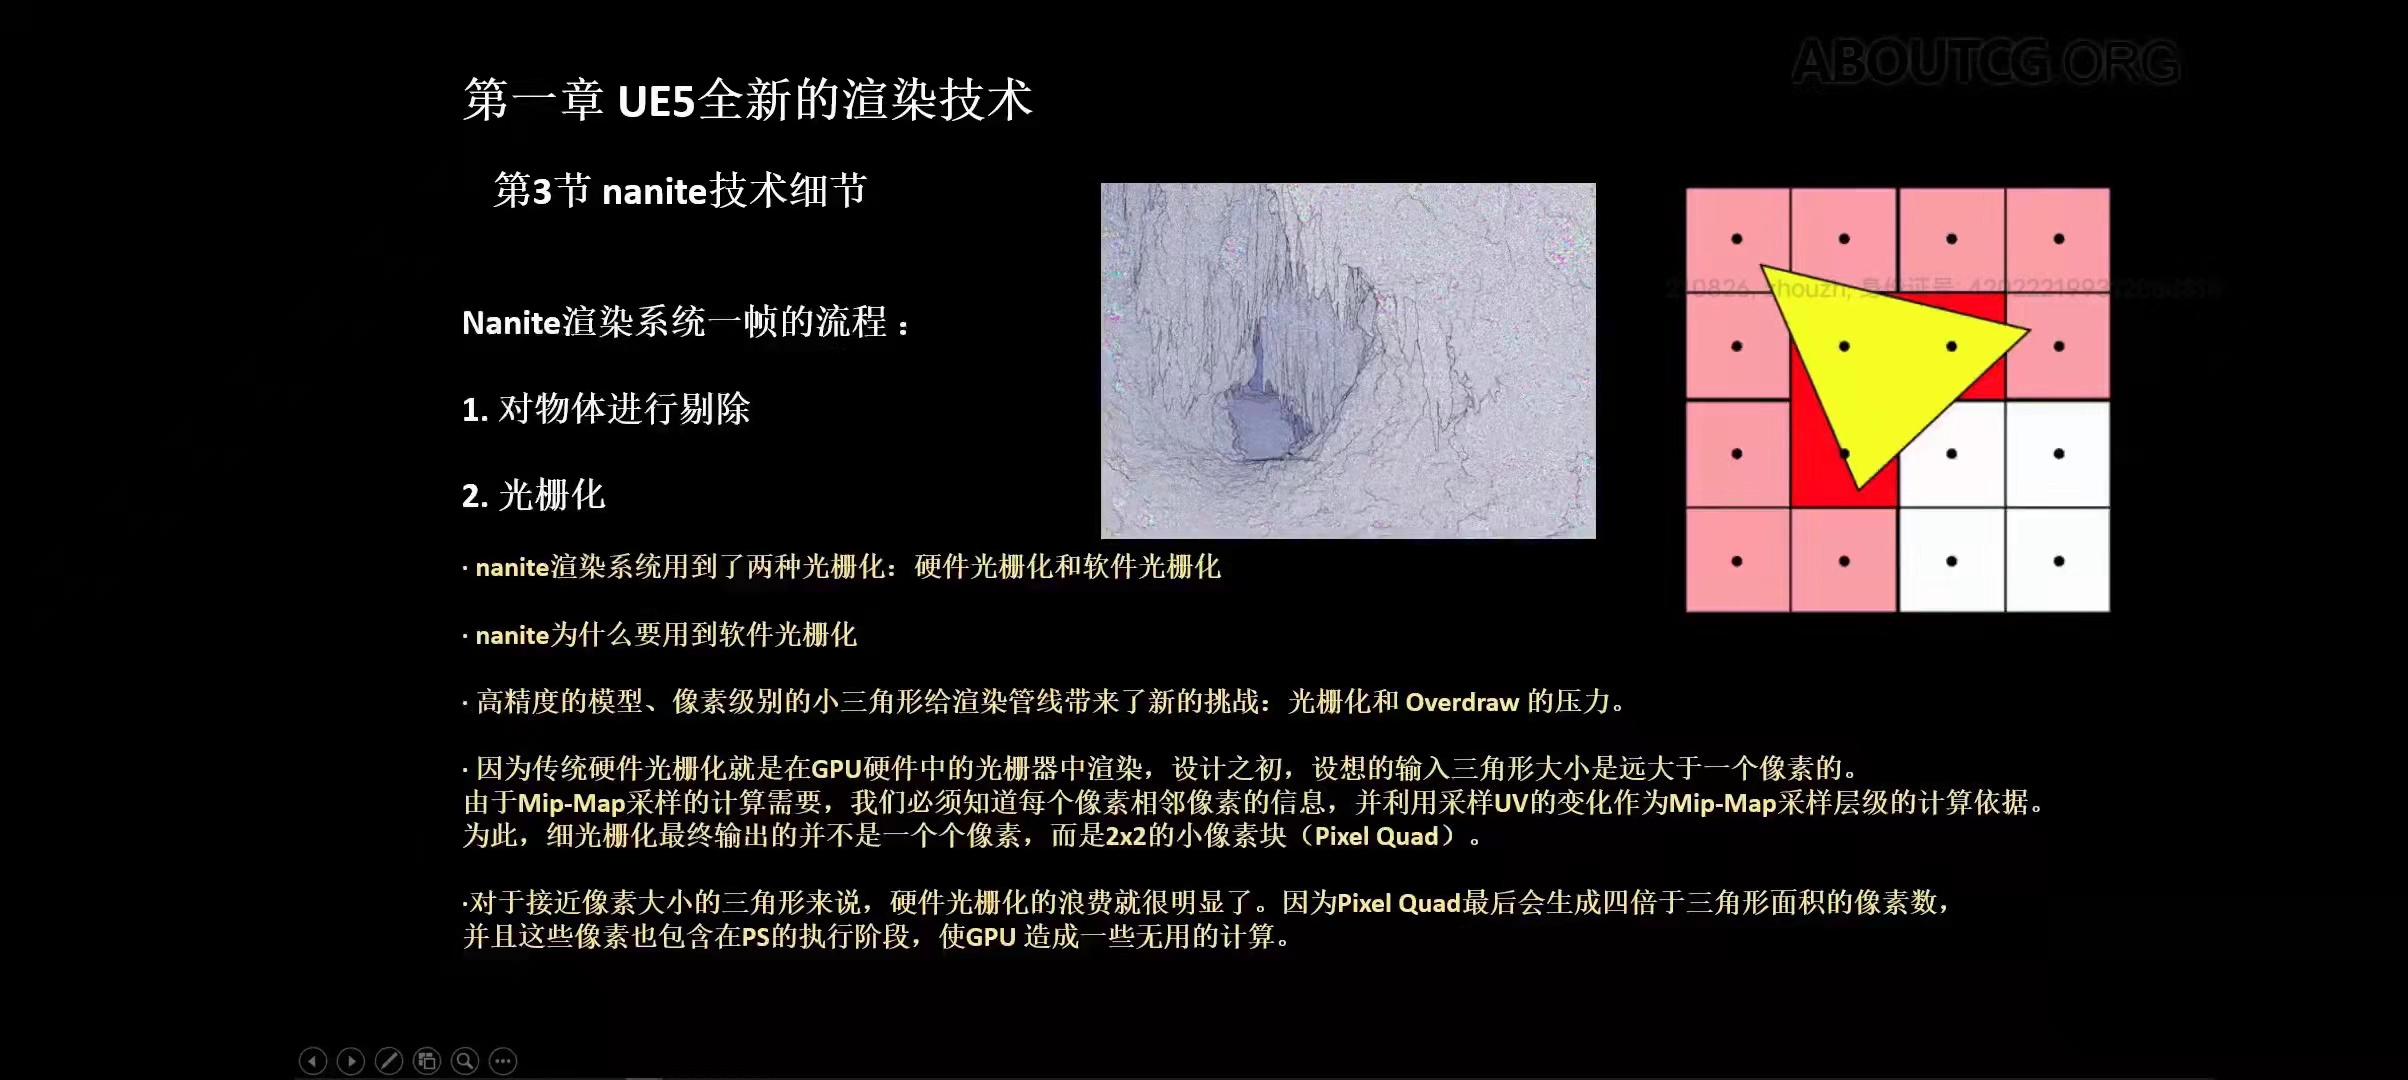 ABOUTCG.ORG
第一章 UE5全新的渲染技术
第3节 nanite技术细节
Nanite渲染系统一帧的流程：
1. 对物体进行剔除
2. 光栅化
· nanite渲染系统用到了两种光栅化：硬件光栅化和软件光栅化
· nanite为什么要用到软件光栅化
· 高精度的模型、像素级别的小三角形给渲染管线带来了新的挑战：光栅化和 Overdraw 的压力。
· 因为传统硬件光栅化就是在GPU硬件中的光栅器中渲染，设计之初，设想的输入三角形大小是远大于一个像素的。
由于Mip-Map采样的计算需要，我们必须知道每个像素相邻像素的信息，并利用采样UV的变化作为Mip-Map采样层级的计算依据。
为此，细光栅化最终输出的并不是一个个像素，而是2x2的小像素块（Pixel Quad）。
·对于接近像素大小的三角形来说，硬件光栅化的浪费就很明显了。因为Pixel Quad最后会生成四倍于三角形面积的像素数，
并且这些像素也包含在PS的执行阶段，使GPU 造成一些无用的计算。